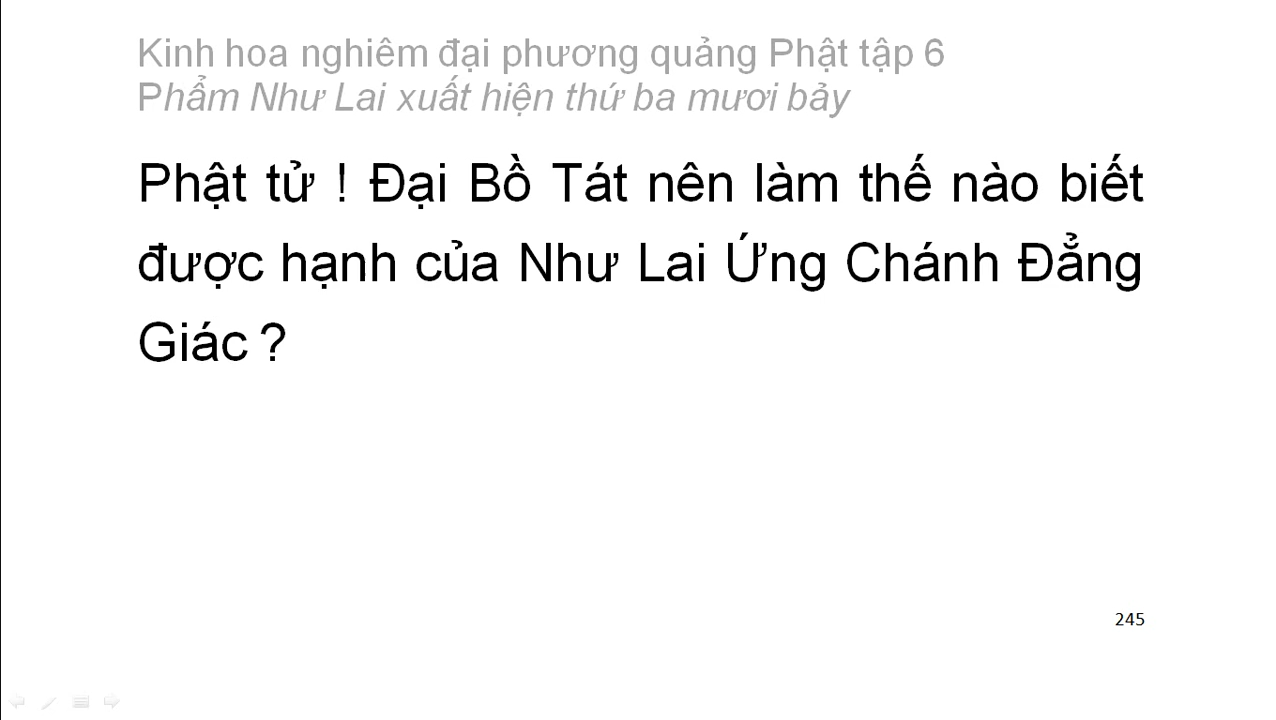 Kinh hoa nghiêm đại phương quảng Phật tập 6
Phẩm Như Lai xuất hiện thứ ba mươi bảy
Phật tử ! Đại Bồ Tát nên làm thế nào biết
được hạnh của Như Lai Ứng Chánh Đẳng
Giác ?
245